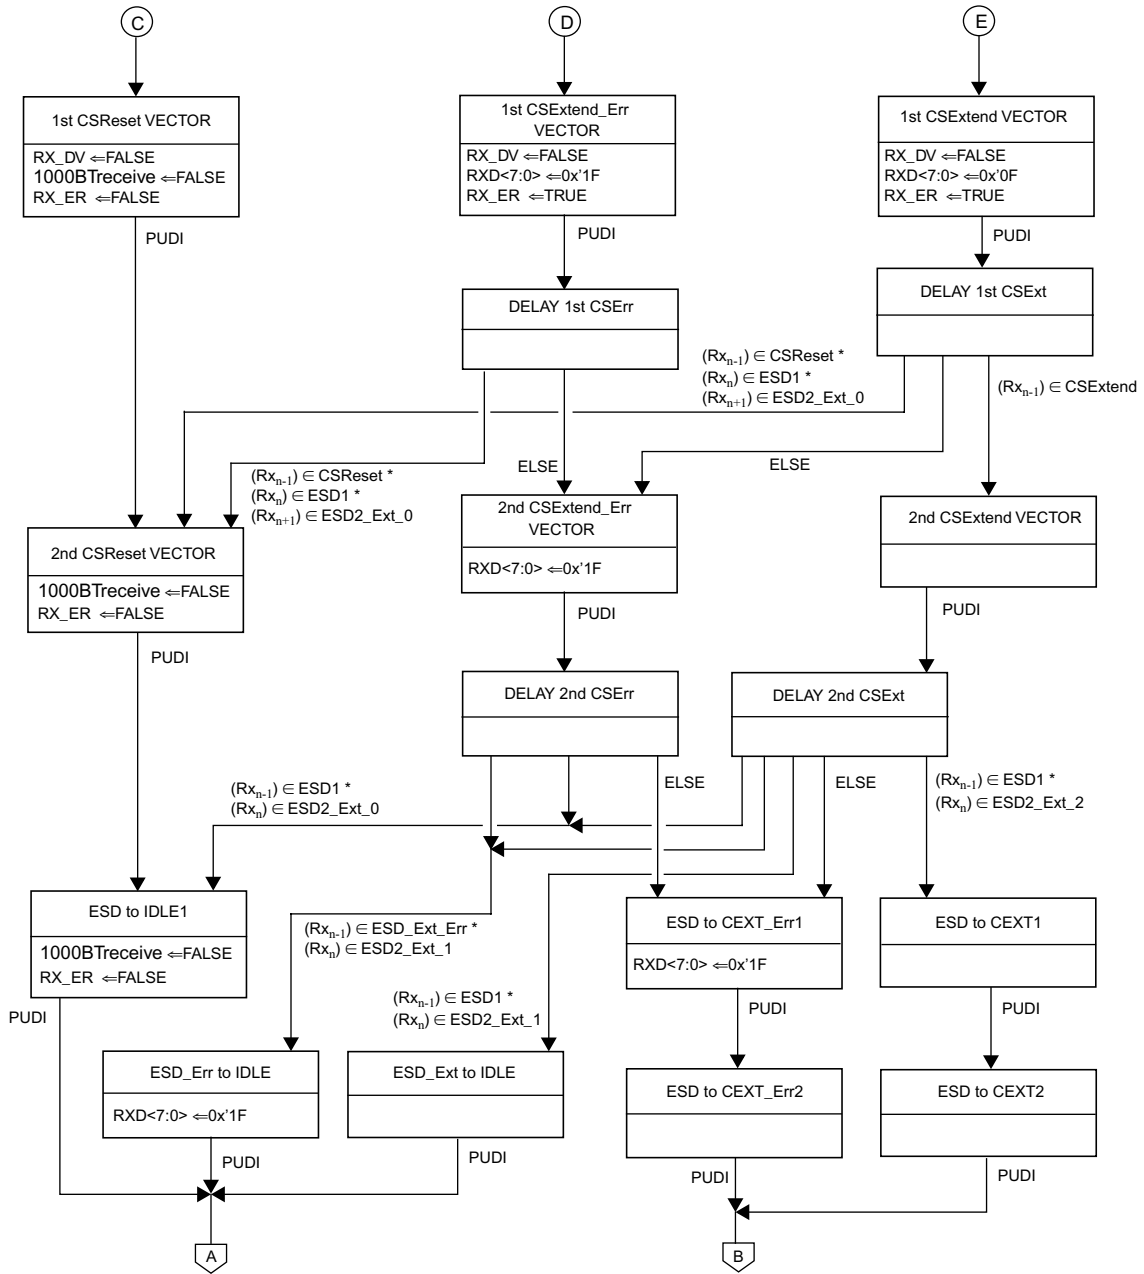 C
D
E
1st CSReset VECTOR
RX_DV ⇐FALSE
1000BTreceive ⇐FALSE
RX_ER ⇐FALSE
1st CSExtend_Err
VECTOR
RX_DV ⇐FALSE
RXD<7:0> ⇐0x'1F
RX_ER ⇐TRUE
1st CSExtend VECTOR
RX_DV ⇐FALSE
RXD<7:0> ⇐0x'0F
RX_ER ⇐TRUE
PUDI
PUDI
PUDI
DELAY 1st CSErr
DELAY 1st CSExt
(Rxn-1) ∈ CSReset *
(Rxn) ∈ ESD1 *
(Rxn+1) ∈ ESD2_Ext_0
(Rxn-1) ∈ CSExtend
(Rxn-1) ∈ CSReset *
(Rxn) ∈ ESD1 *
(Rxn+1) ∈ ESD2_Ext_0
ELSE
ELSE
2nd CSReset VECTOR
1000BTreceive ⇐FALSE
RX_ER ⇐FALSE
2nd CSExtend_Err
VECTOR
RXD<7:0> ⇐0x'1F
2nd CSExtend VECTOR
PUDI
PUDI
PUDI
DELAY 2nd CSErr
DELAY 2nd CSExt
(Rxn-1) ∈ ESD1 *
(Rxn) ∈ ESD2_Ext_0
ELSE
ELSE
(Rxn-1) ∈ ESD1 *
(Rxn) ∈ ESD2_Ext_2
ESD to IDLE1
1000BTreceive ⇐FALSE
RX_ER ⇐FALSE
(Rxn-1) ∈ ESD_Ext_Err *
(Rxn) ∈ ESD2_Ext_1
ESD to CEXT_Err1
RXD<7:0> ⇐0x'1F
ESD to CEXT1
PUDI
(Rxn-1) ∈ ESD1 *
(Rxn) ∈ ESD2_Ext_1
PUDI
PUDI
ESD_Err to IDLE
RXD<7:0> ⇐0x'1F
ESD_Ext to IDLE
ESD to CEXT_Err2
ESD to CEXT2
PUDI
PUDI
PUDI
PUDI
A
B